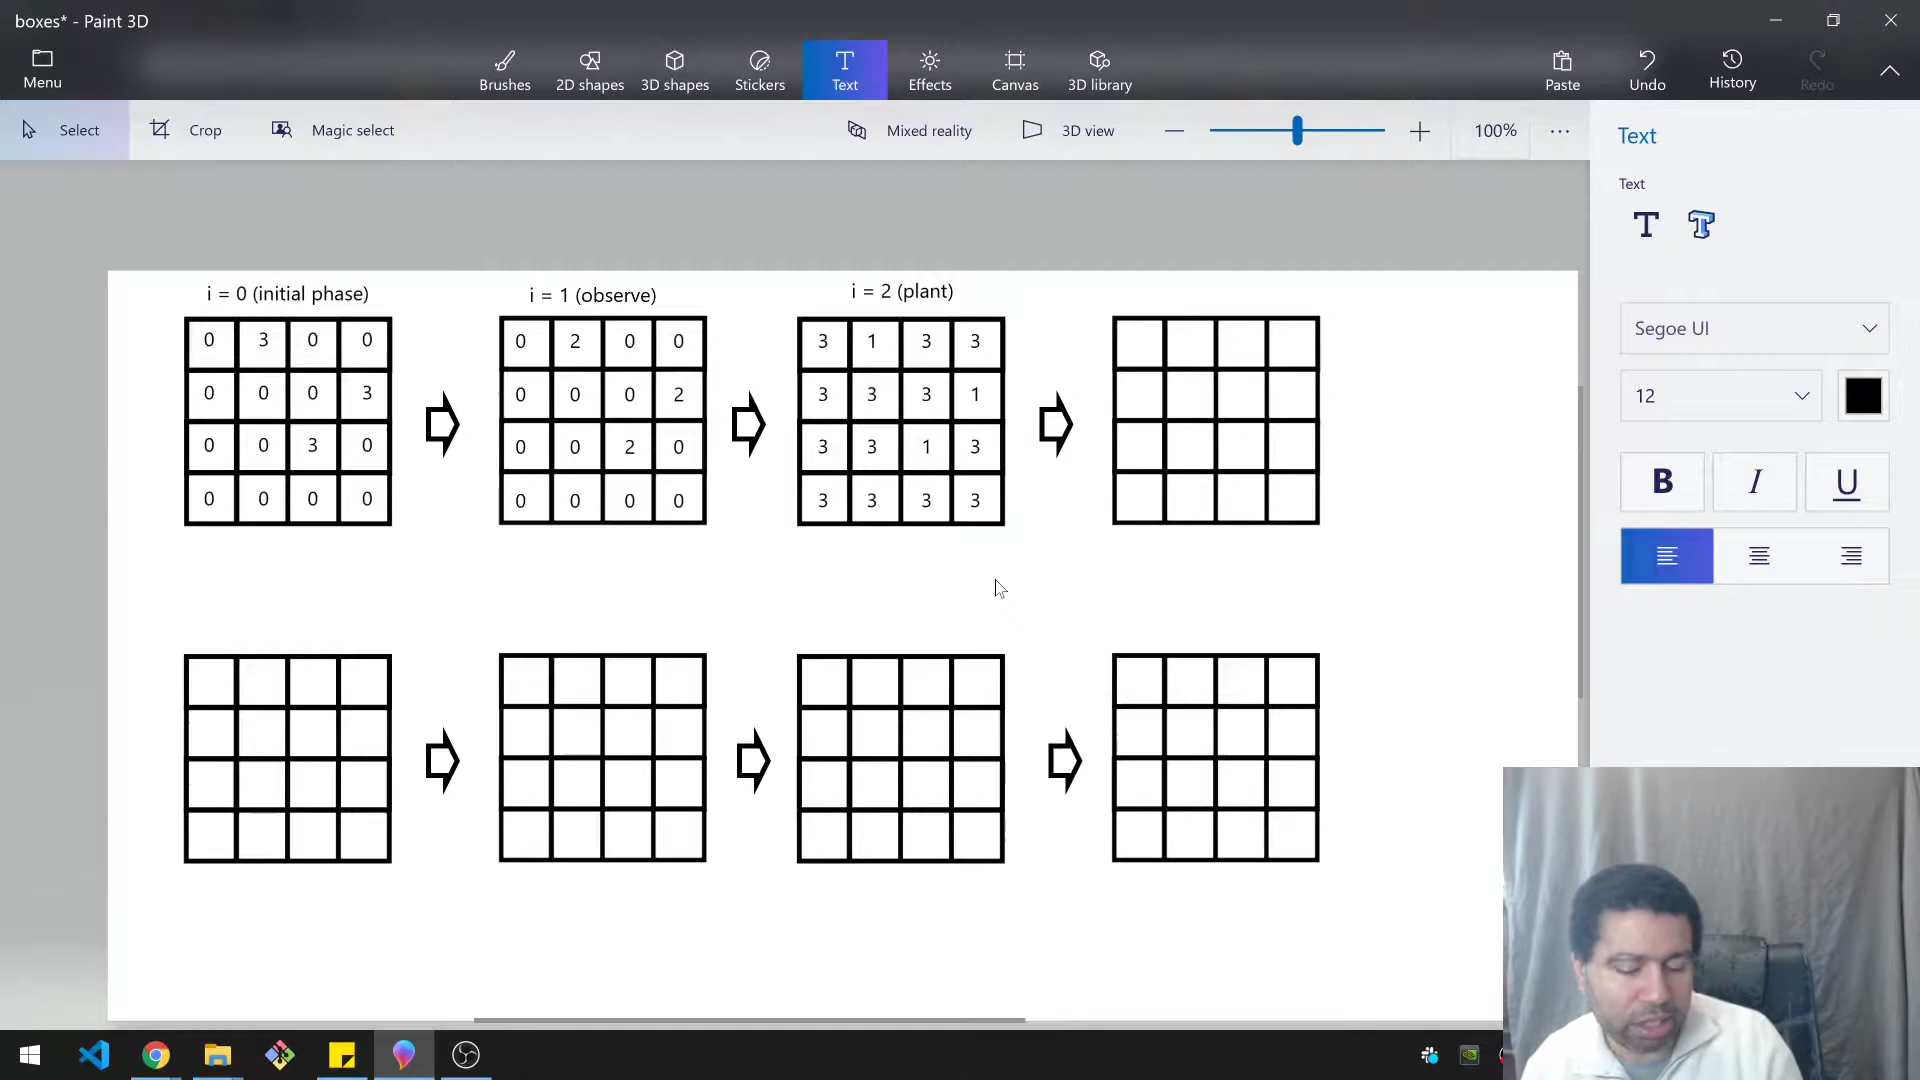 boxes* - Paint 3D
Menu
Brushes
2D shapes
3D shapes
Stickers
Text
Effects
Canvas
3D library
Paste
Undo
History
Redo
Select
Crop
Magic select
Mixed reality
3D view
100%
Text
Text
T T
Segoe UI
12
B I U
i = 0 (initial phase)
0 3 0 0
0 0 0 3
0 0 3 0
0 0 0 0
i = 1 (observe)
0 2 0 0
0 0 0 2
0 0 2 0
0 0 0 0
i = 2 (plant)
3 1 3 3
3 3 3 1
3 3 1 3
3 3 3 3